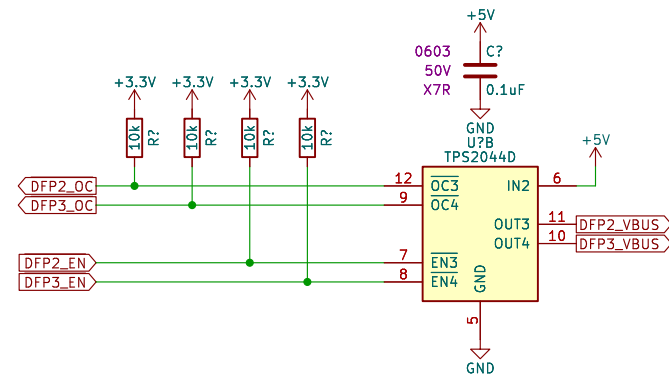 +5V
0603 C?
50V
X7R 0.1uF
GND
+3.3V +3.3V +3.3V +3.3V
10k R? 10k R? 10k R? 10k R?
U?B
TPS2044D
+5V
DFP2_OC 12 OC3 IN2 6
DFP3_OC 9 OC4
OUT3 11 DFP2_VBUS
OUT4 10 DFP3_VBUS
DFP2_EN 7 EN3
DFP3_EN 8 EN4
GND
5
GND